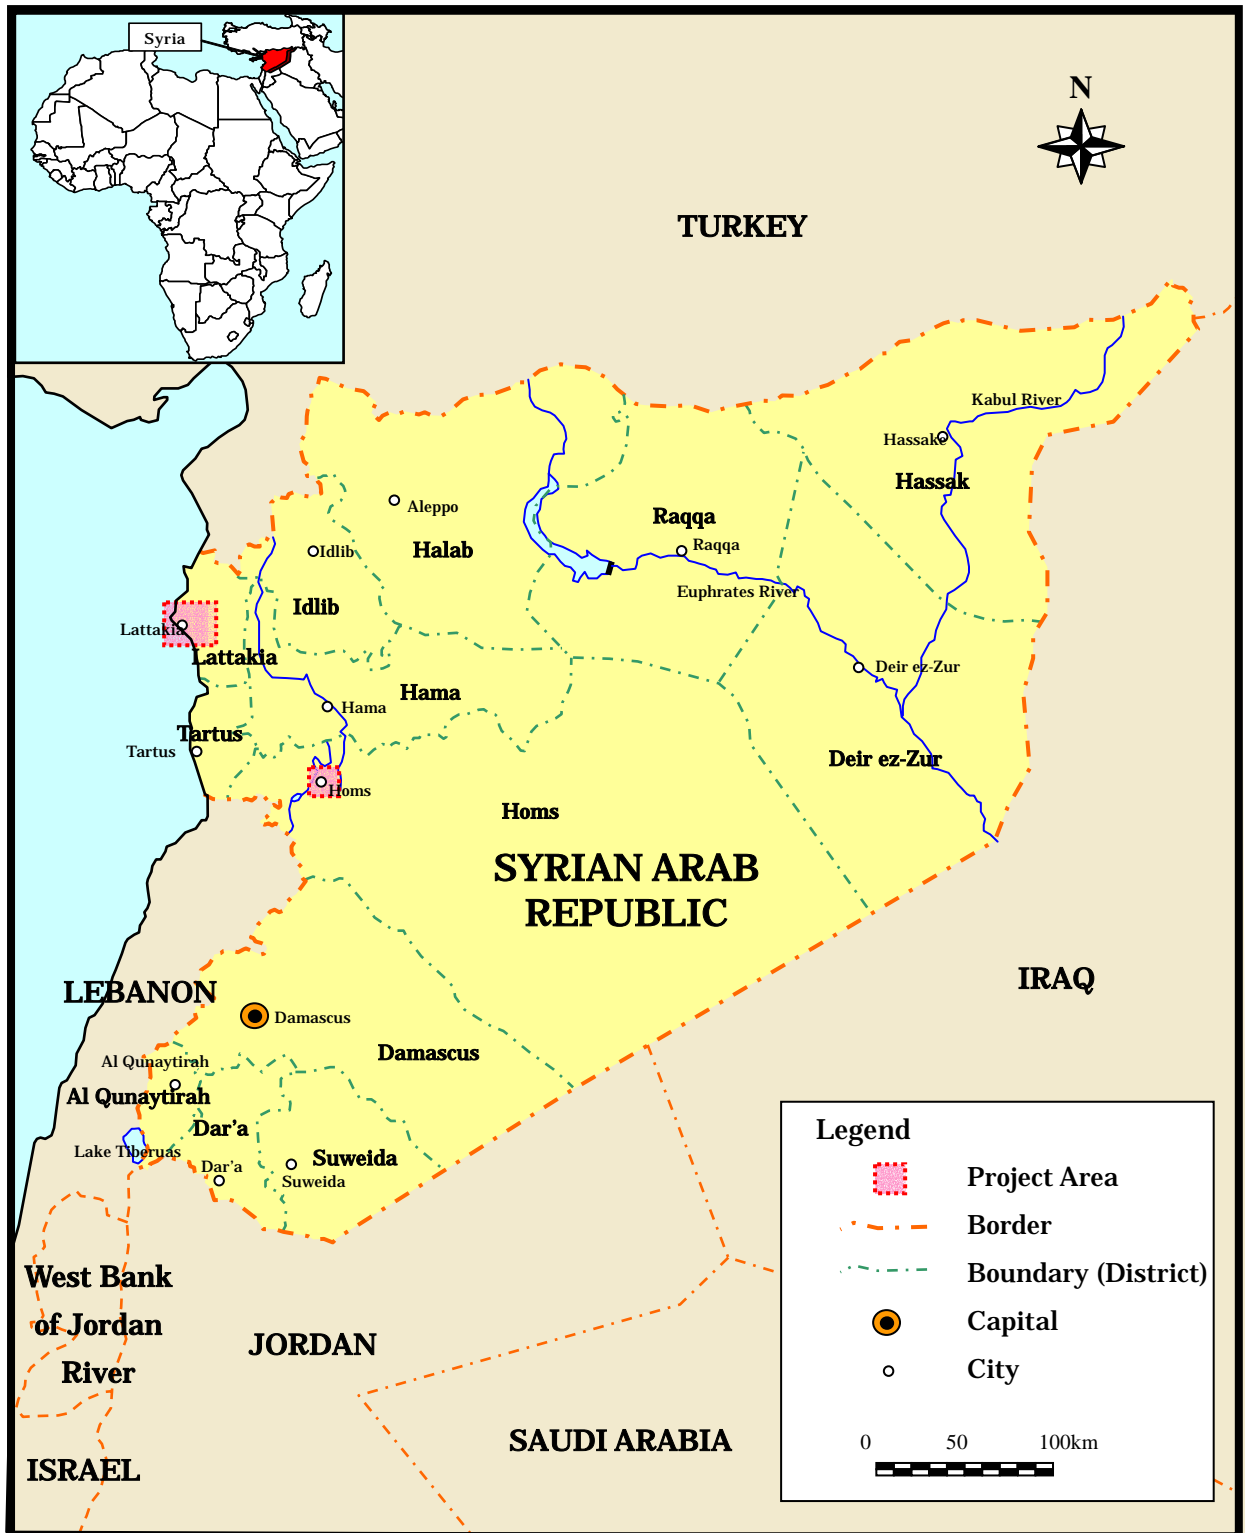 Syria
N
TURKEY
Kabul River
Hassake
Hassak
Aleppo
Raqqa
Halab
Raqqa
Idlib
Euphrates River
Idlib
Lattakia
Lattakia
Deir ez-Zur
Hama
Hama
Tartus
Tartus
Deir ez-Zur
Homs
Homs
SYRIAN ARAB
REPUBLIC
IRAQ
LEBANON
Damascus
Damascus
Al Qunaytirah
Al Qunaytirah
Dar'a
Lake Tiberuas
Suweida
Dar'a
Suweida
West Bank
of Jordan
River
JORDAN
SAUDI ARABIA
ISRAEL
Legend
Project Area
Border
Boundary (District)
Capital
City
0 50 100km